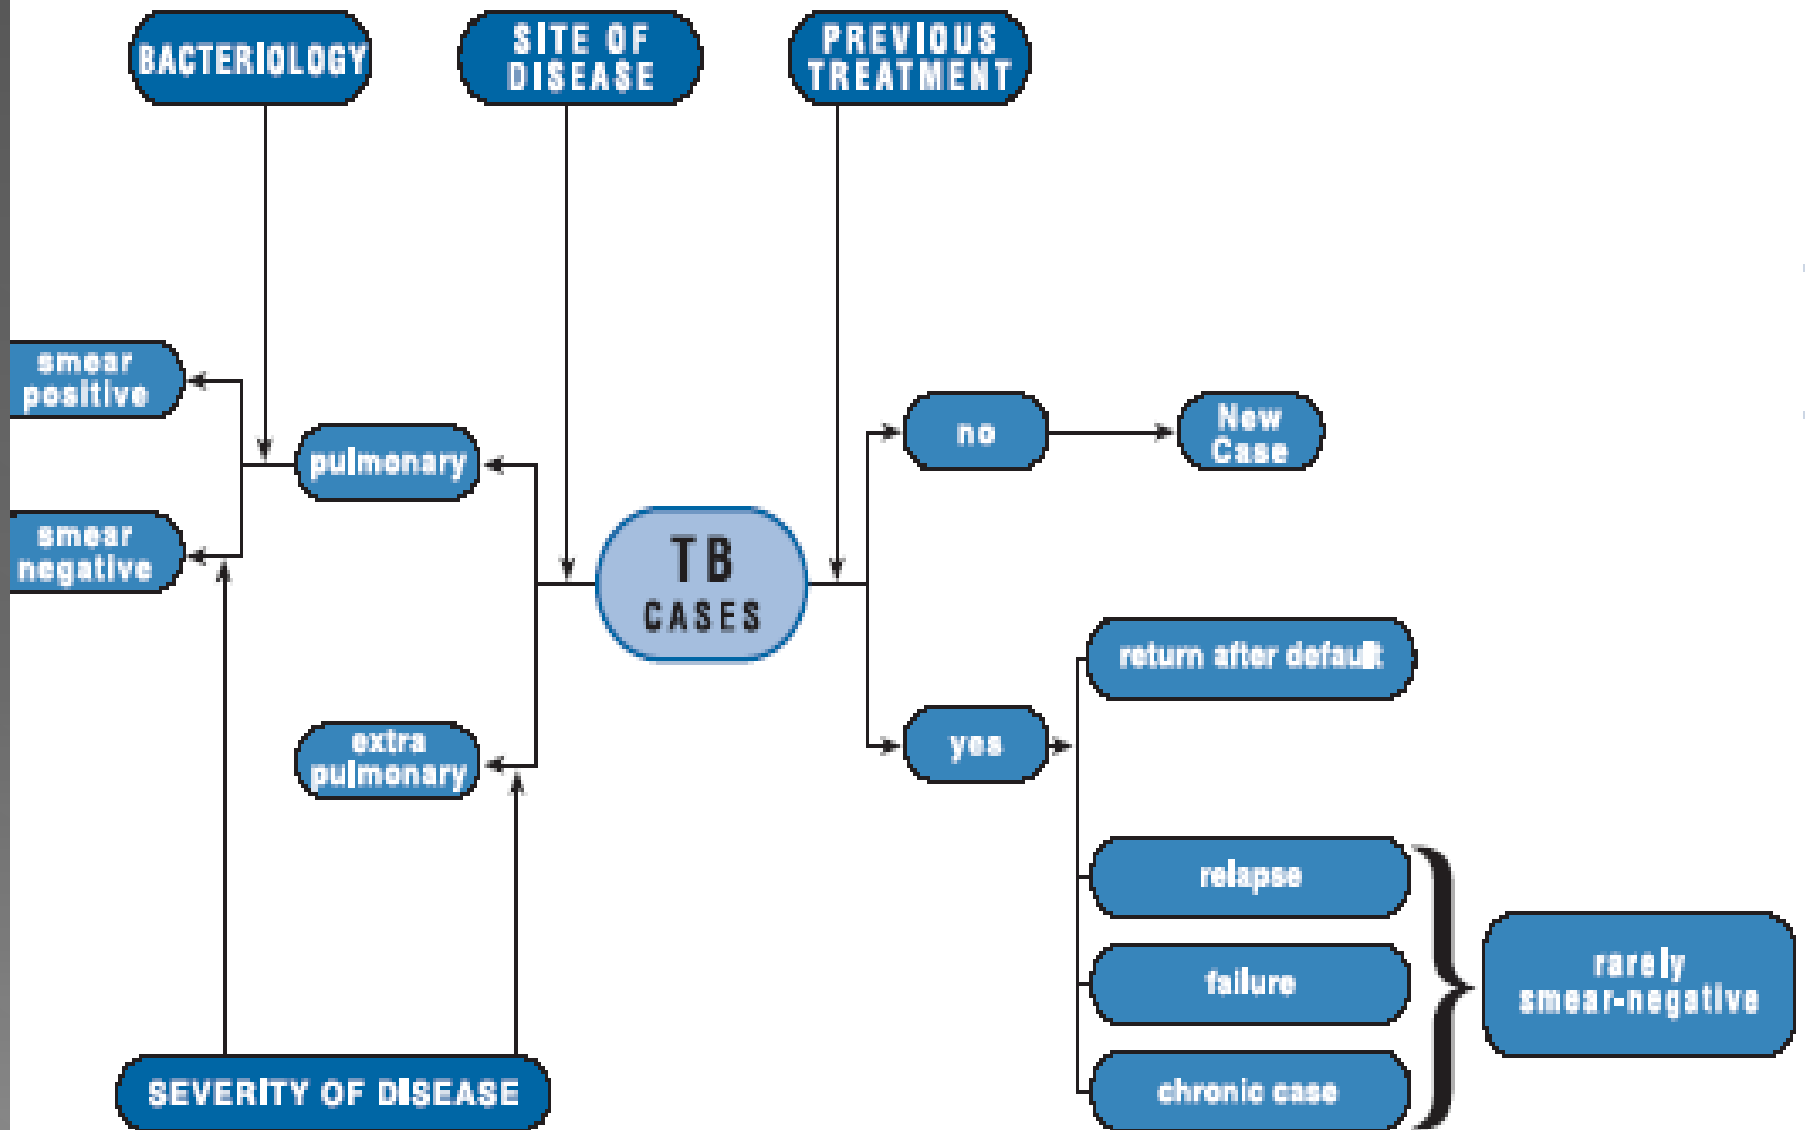 BACTERIOLOGY
SITE OF
DISEASE
PREVIOUS
TREATMENT
smear
positive
pulmonary
smear
negative
TB
CASES
no
New
Case
extra
pulmonary
yes
return after default
relapse
failure
chronic case
rarely
smear-negative
SEVERITY OF DISEASE